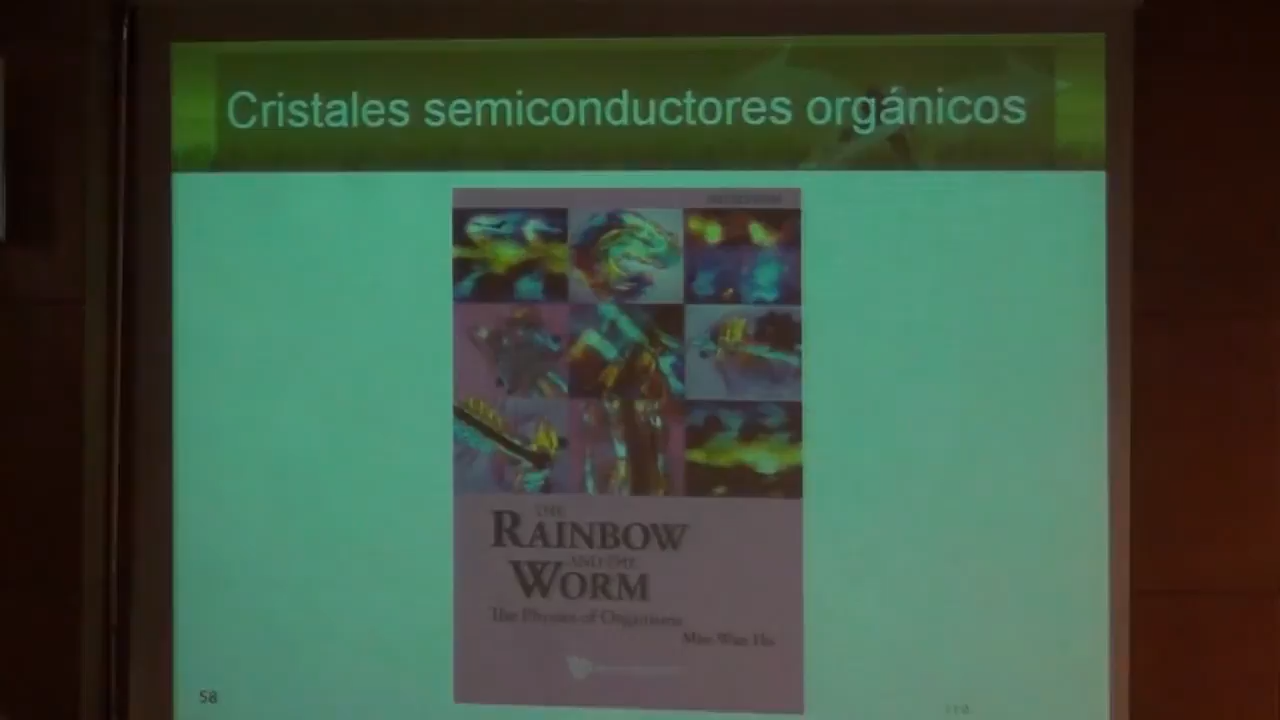 Cristales semiconductores orgánicos
THE
RAINBOW
AND THE
WORM
The Physics of Organisms
Mae-Wan Ho
58